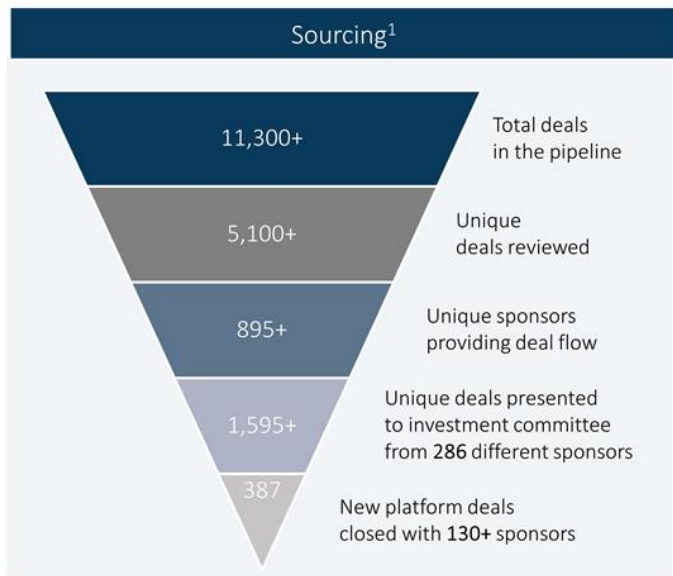 Sourcing¹
11,300+
Total deals
in the pipeline
5,100+
Unique
deals reviewed
895+
Unique sponsors
providing deal flow
1,595+
Unique deals presented
to investment committee
from 286 different sponsors
387
New platform deals
closed with 130+ sponsors